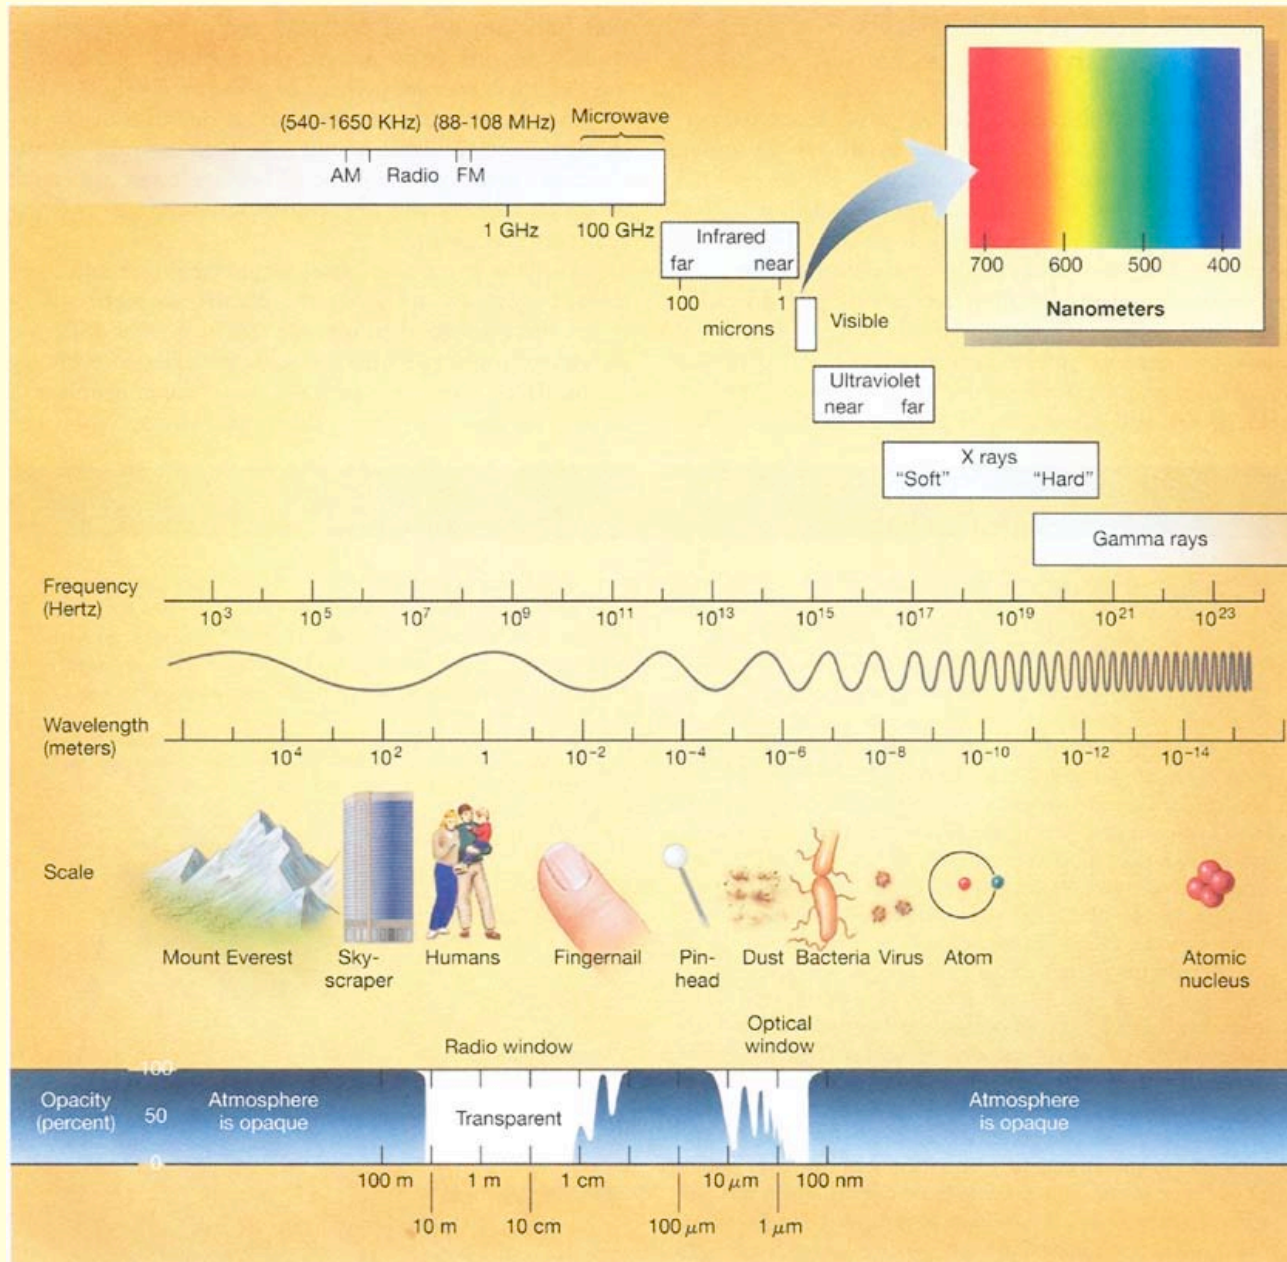 (540-1650 KHz) (88-108 MHz) Microwave
AM Radio FM
1 GHz 100 GHz
Infrared
far near
100 1
microns
Visible
700 600 500 400
Nanometers
Ultraviolet
near far
X rays
“Soft” “Hard”
Gamma rays
Frequency
(Hertz)
10³ 10⁵ 10⁷ 10⁹ 10¹¹ 10¹³ 10¹⁵ 10¹⁷ 10¹⁹ 10²¹ 10²³
Wavelength
(meters)
10⁴ 10² 1 10⁻² 10⁻⁴ 10⁻⁶ 10⁻⁸ 10⁻¹⁰ 10⁻¹² 10⁻¹⁴
Scale
Mount Everest
Sky-
scraper
Humans
Fingernail
Pin-
head
Dust
Bacteria
Virus
Atom
Atomic
nucleus
Radio window
Optical
window
Opacity
(percent)
100
50
0
Atmosphere
is opaque
Transparent
Atmosphere
is opaque
100 m 1 m 1 cm 10 μm 100 nm
10 m 10 cm 100 μm 1 μm